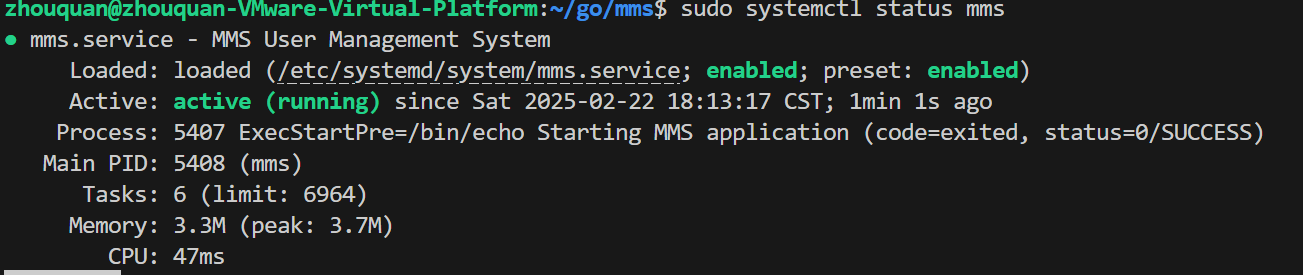 zhouquan@zhouquan-VMware-Virtual-Platform:~/go/mms$ sudo systemctl status mms
● mms.service - MMS User Management System
Loaded: loaded (/etc/systemd/system/mms.service; enabled; preset: enabled)
Active: active (running) since Sat 2025-02-22 18:13:17 CST; 1min 1s ago
Process: 5407 ExecStartPre=/bin/echo Starting MMS application (code=exited, status=0/SUCCESS)
Main PID: 5408 (mms)
Tasks: 6 (limit: 6964)
Memory: 3.3M (peak: 3.7M)
CPU: 47ms